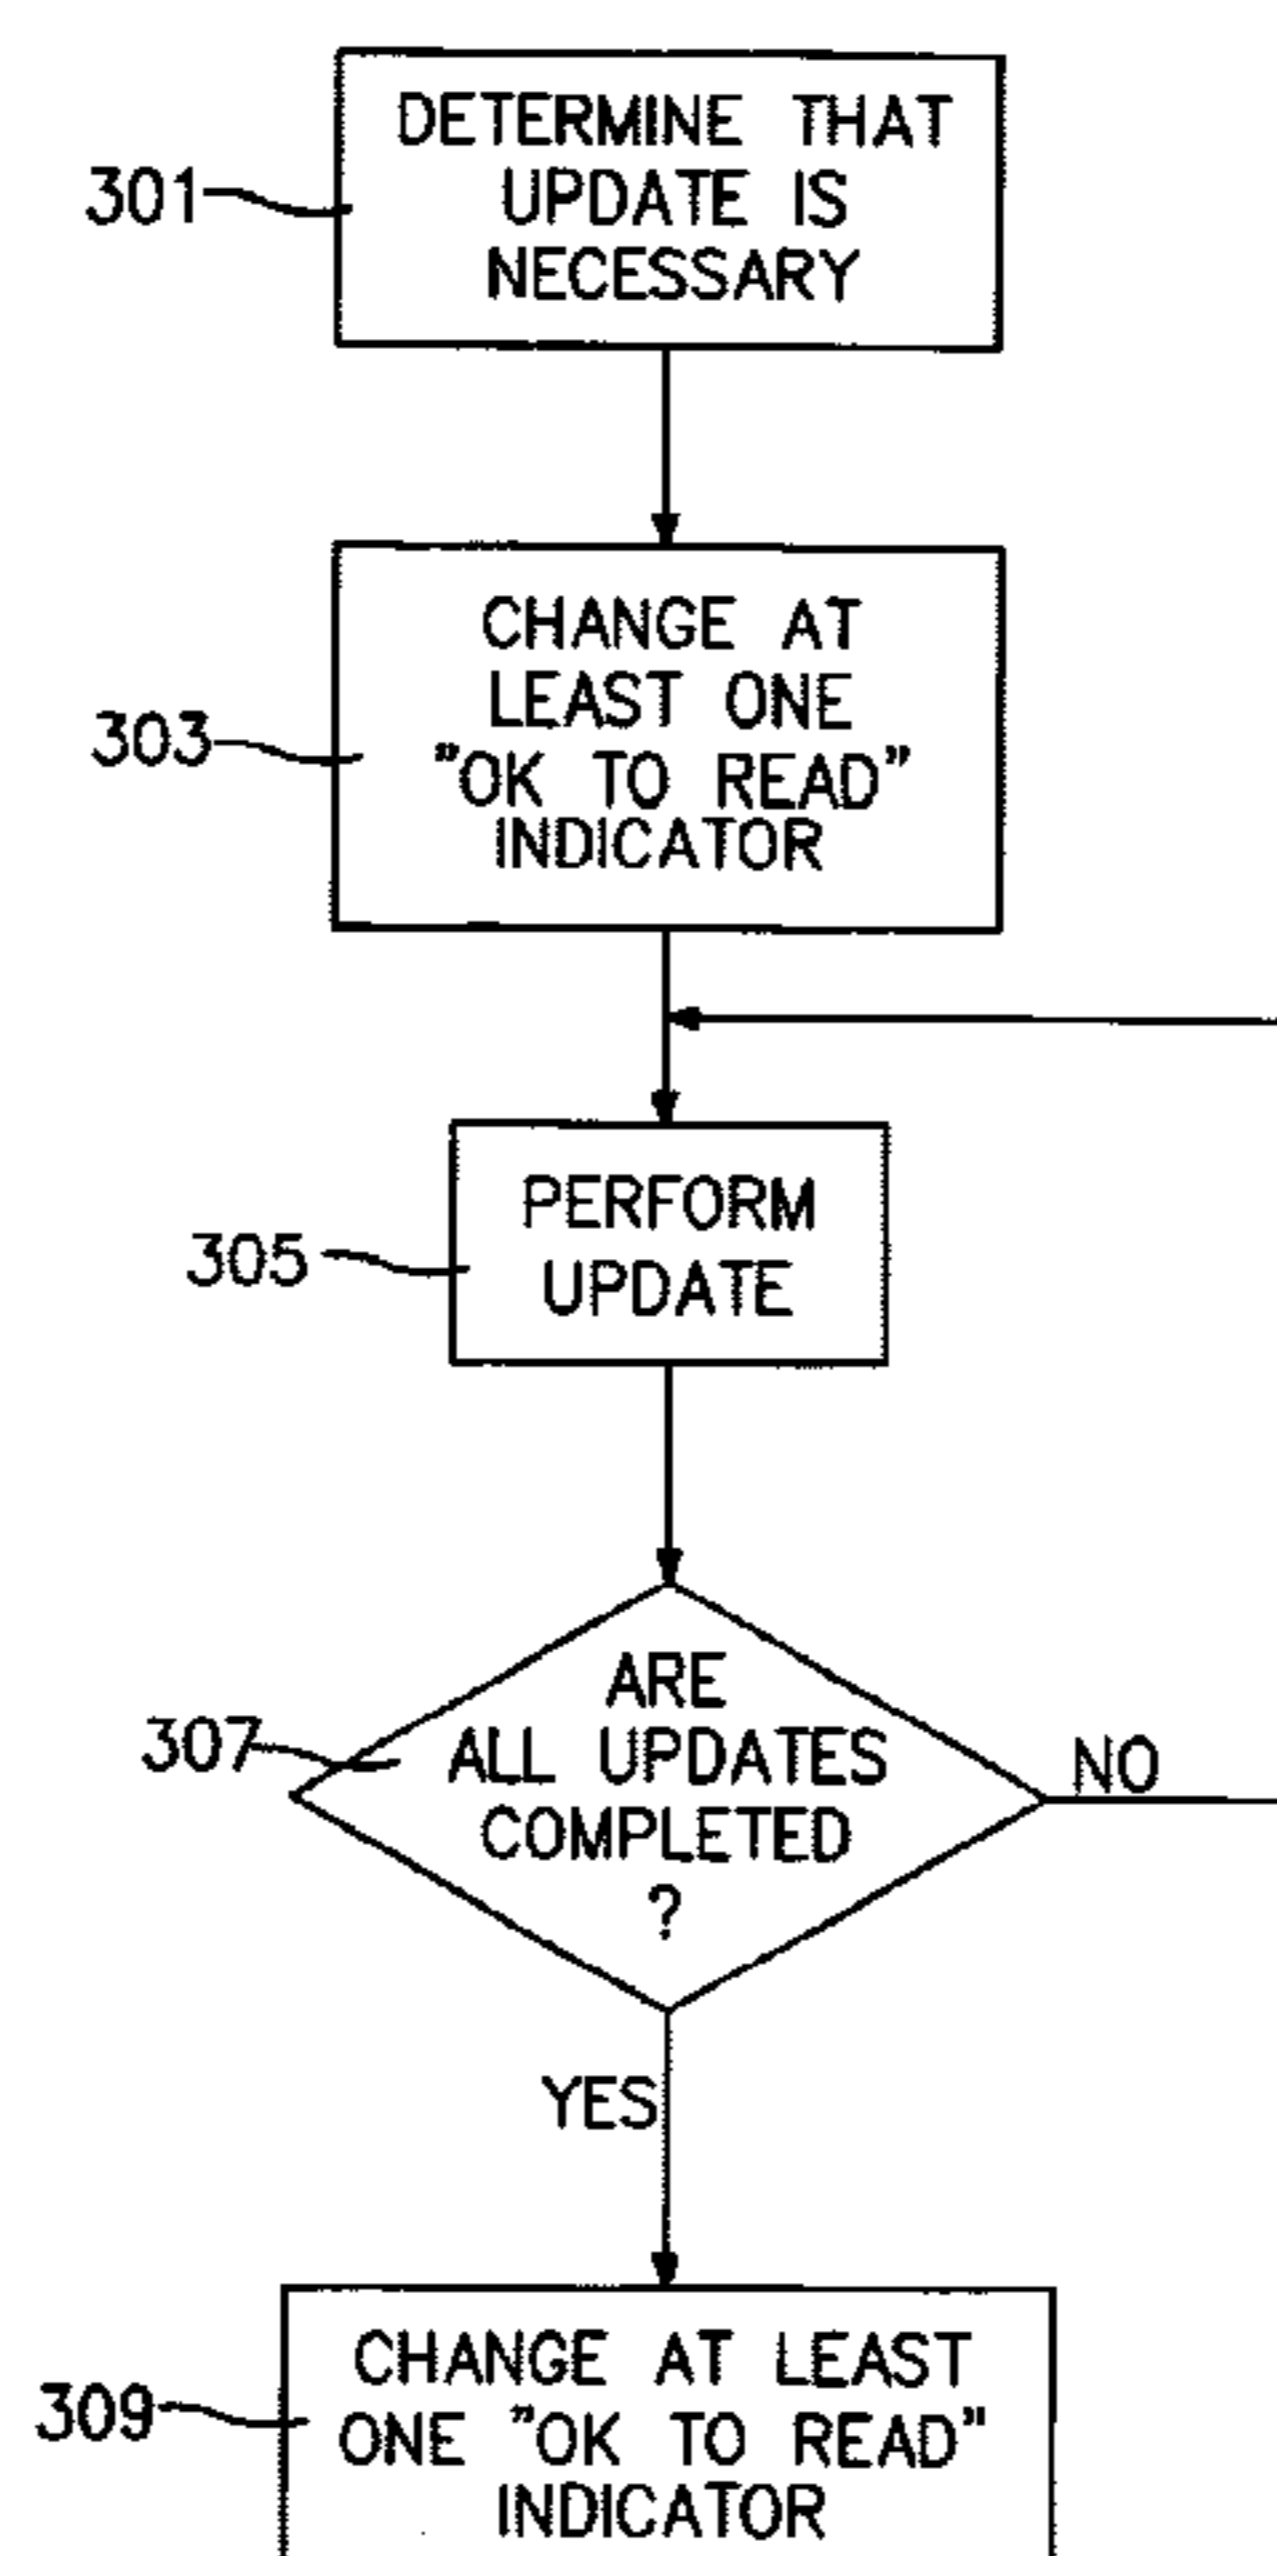 DETERMINE THAT
UPDATE IS
NECESSARY
301
CHANGE AT
LEAST ONE
"OK TO READ"
INDICATOR
303
PERFORM
UPDATE
305
ARE
ALL UPDATES
COMPLETED
?
307
NO
YES
CHANGE AT LEAST
ONE "OK TO READ"
INDICATOR
309